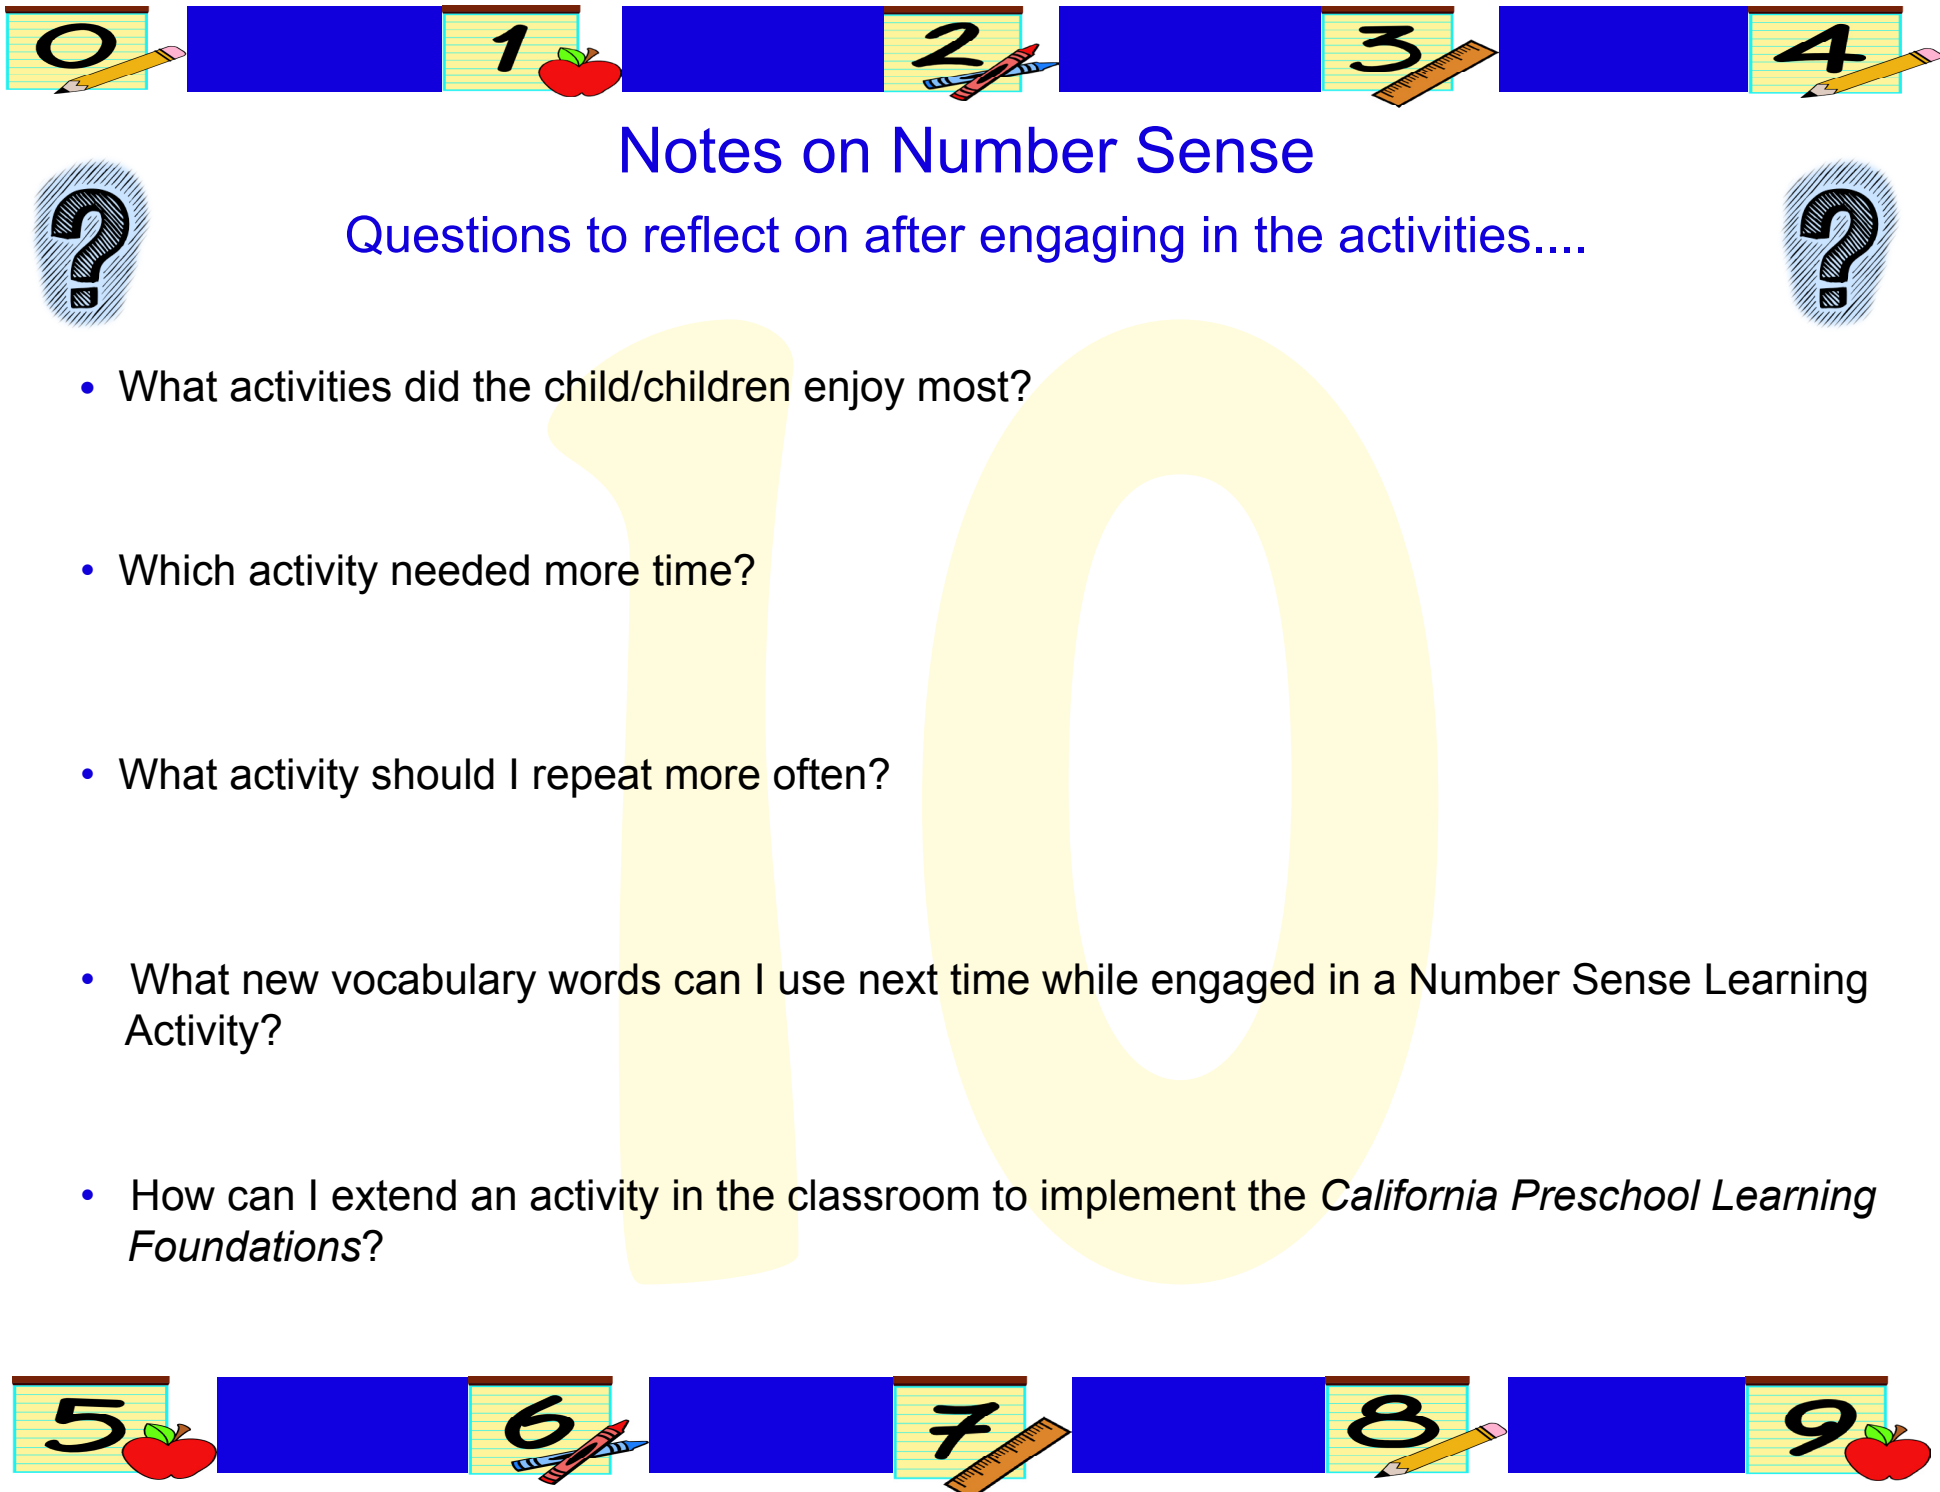 0 1 2 3 4
Notes on Number Sense
Questions to reflect on after engaging in the activities....
? ?
• What activities did the child/children enjoy most?
• Which activity needed more time?
• What activity should I repeat more often?
• What new vocabulary words can I use next time while engaged in a Number Sense Learning
Activity?
• How can I extend an activity in the classroom to implement the California Preschool Learning
Foundations?
10
5 6 7 8 9